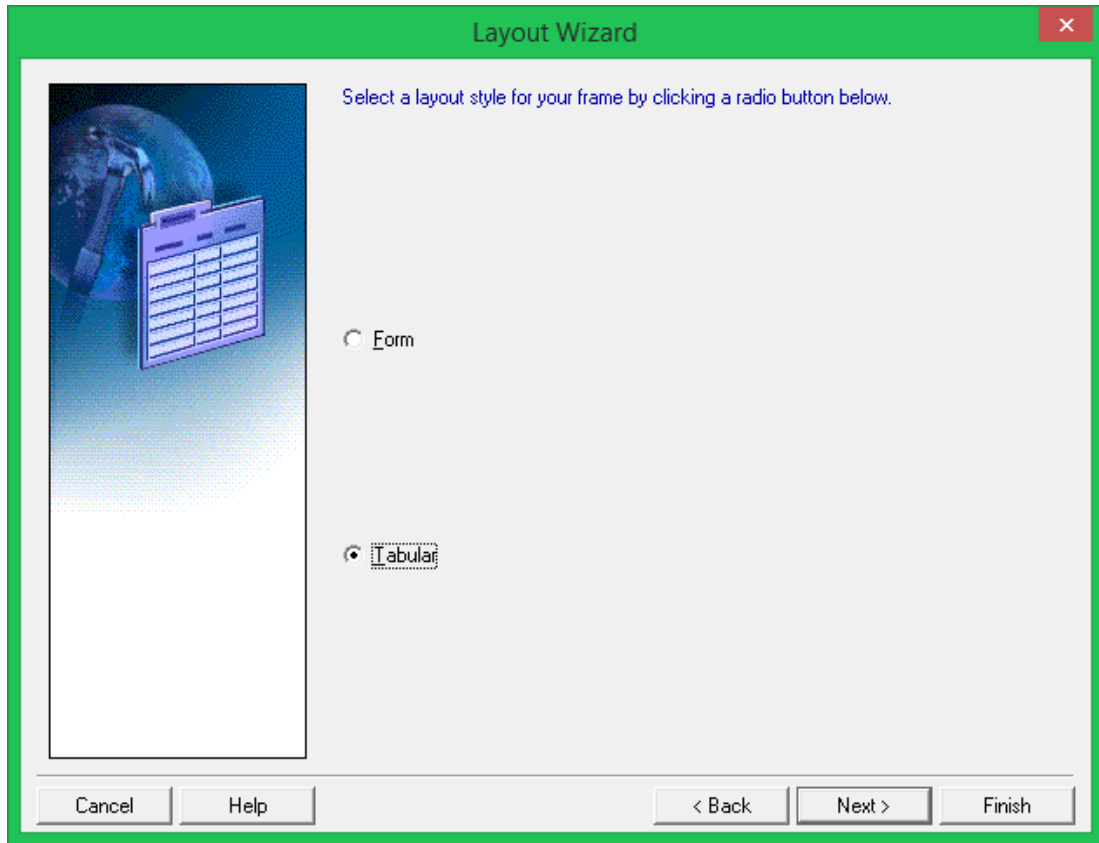 Layout Wizard
Select a layout style for your frame by clicking a radio button below.
Form
Tabular
Cancel Help < Back Next > Finish